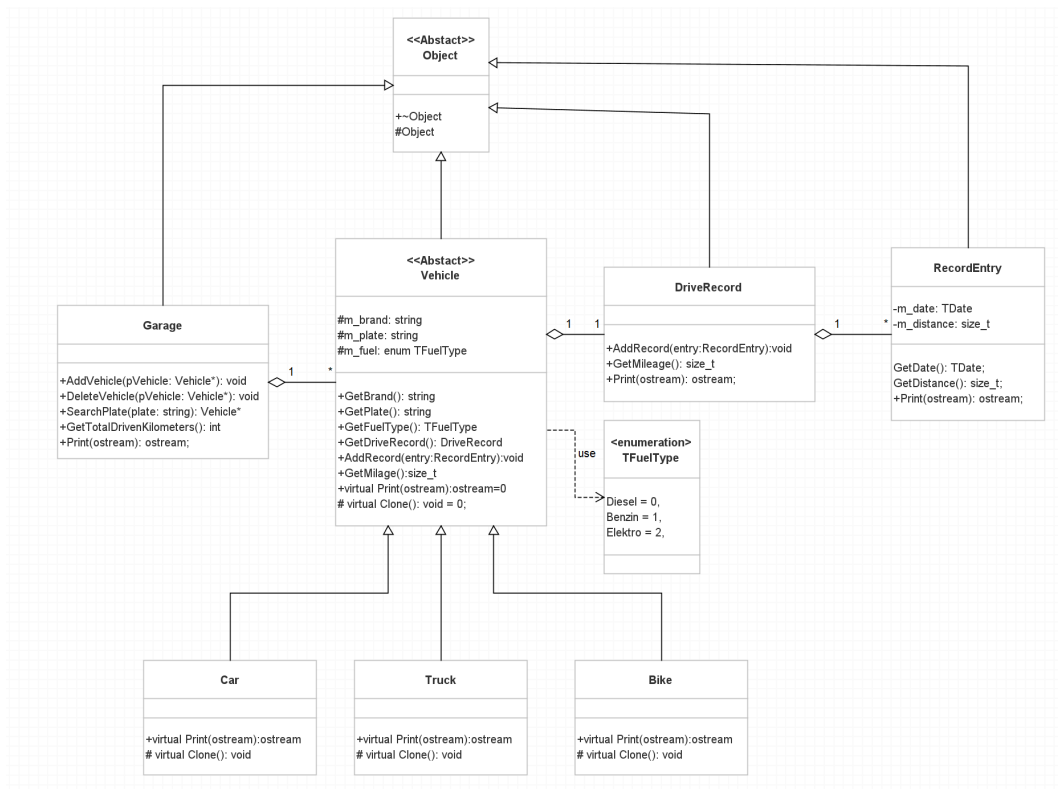 <<Abstact>>
Object
+~Object
#Object
<<Abstact>>
Vehicle
#m_brand: string
#m_plate: string
#m_fuel: enum TFuelType
+GetBrand(): string
+GetPlate(): string
+GetFuelType(): TFuelType
+GetDriveRecord(): DriveRecord
+AddRecord(entry:RecordEntry):void
+GetMilage():size_t
+virtual Print(ostream):ostream=0
# virtual Clone(): void = 0;
Garage
+AddVehicle(pVehicle: Vehicle*): void
+DeleteVehicle(pVehicle: Vehicle*): void
+SearchPlate(plate: string): Vehicle*
+GetTotalDrivenKilometers(): int
+Print(ostream): ostream;
1
*
1
1
DriveRecord
+AddRecord(entry:RecordEntry):void
+GetMileage(): size_t
+Print(ostream): ostream;
1
*
RecordEntry
-m_date: TDate
-m_distance: size_t
GetDate(): TDate;
GetDistance(): size_t;
+Print(ostream): ostream;
use
<enumeration>
TFuelType
Diesel = 0,
Benzin = 1,
Elektro = 2,
Car
+virtual Print(ostream):ostream
# virtual Clone(): void
Truck
+virtual Print(ostream):ostream
# virtual Clone(): void
Bike
+virtual Print(ostream):ostream
# virtual Clone(): void